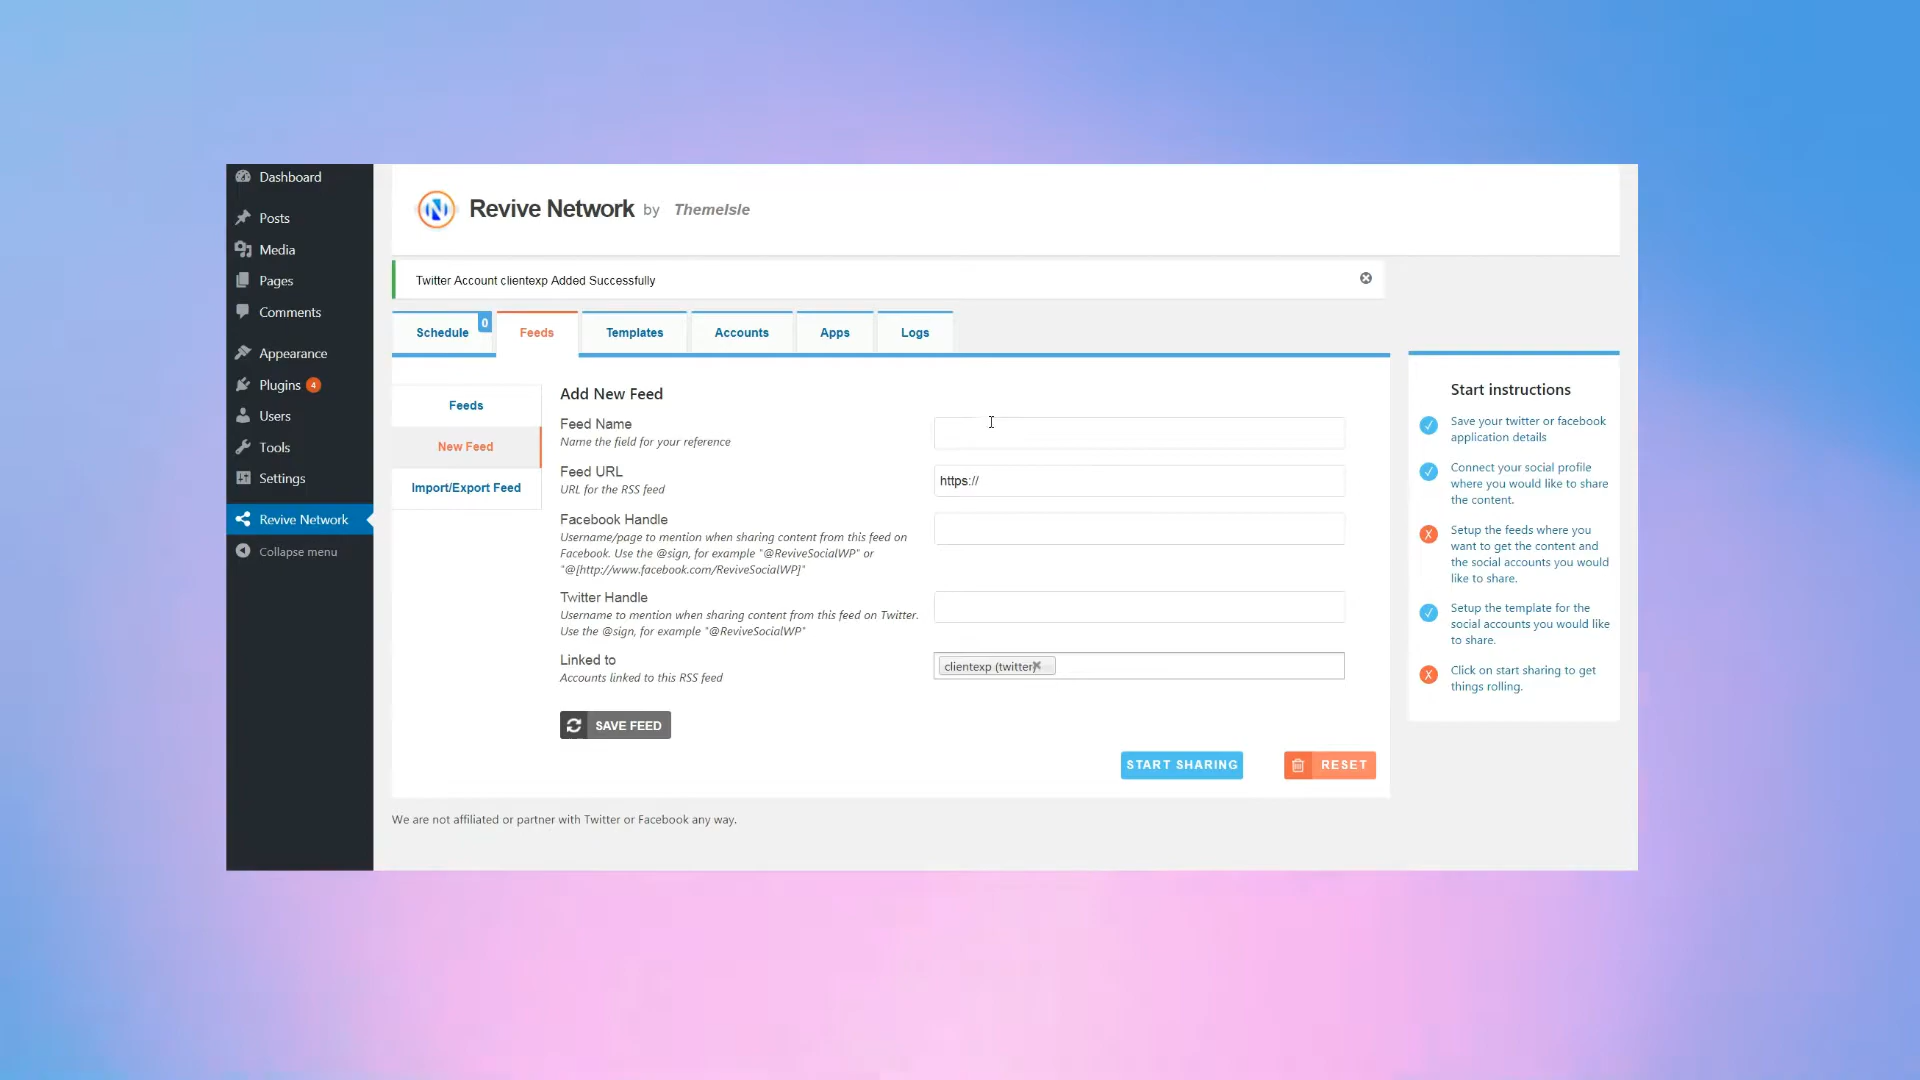 Dashboard
Posts
Media
Pages
Comments
Appearance
Plugins 4
Users
Tools
Settings
Revive Network
Collapse menu
Revive Network by ThemeIsle
Twitter Account clientexp Added Successfully
Schedule 0
Feeds
Templates
Accounts
Apps
Logs
Feeds
New Feed
Import/Export Feed
Add New Feed
Feed Name
Name the field for your reference
Feed URL
URL for the RSS feed
https://
Facebook Handle
Username/page to mention when sharing content from this feed on
Facebook. Use the @sign, for example "@ReviveSocialWP" or
"@[http://www.facebook.com/ReviveSocialWP]"
Twitter Handle
Username to mention when sharing content from this feed on Twitter.
Use the @sign, for example "@ReviveSocialWP"
Linked to
Accounts linked to this RSS feed
clientexp (twitter)
SAVE FEED
START SHARING
RESET
We are not affiliated or partner with Twitter or Facebook any way.
Start instructions
Save your twitter or facebook
application details
Connect your social profile
where you would like to share
the content.
X Setup the feeds where you
want to get the content and
the social accounts you would
like to share.
Setup the template for the
social accounts you would like
to share.
X Click on start sharing to get
things rolling.